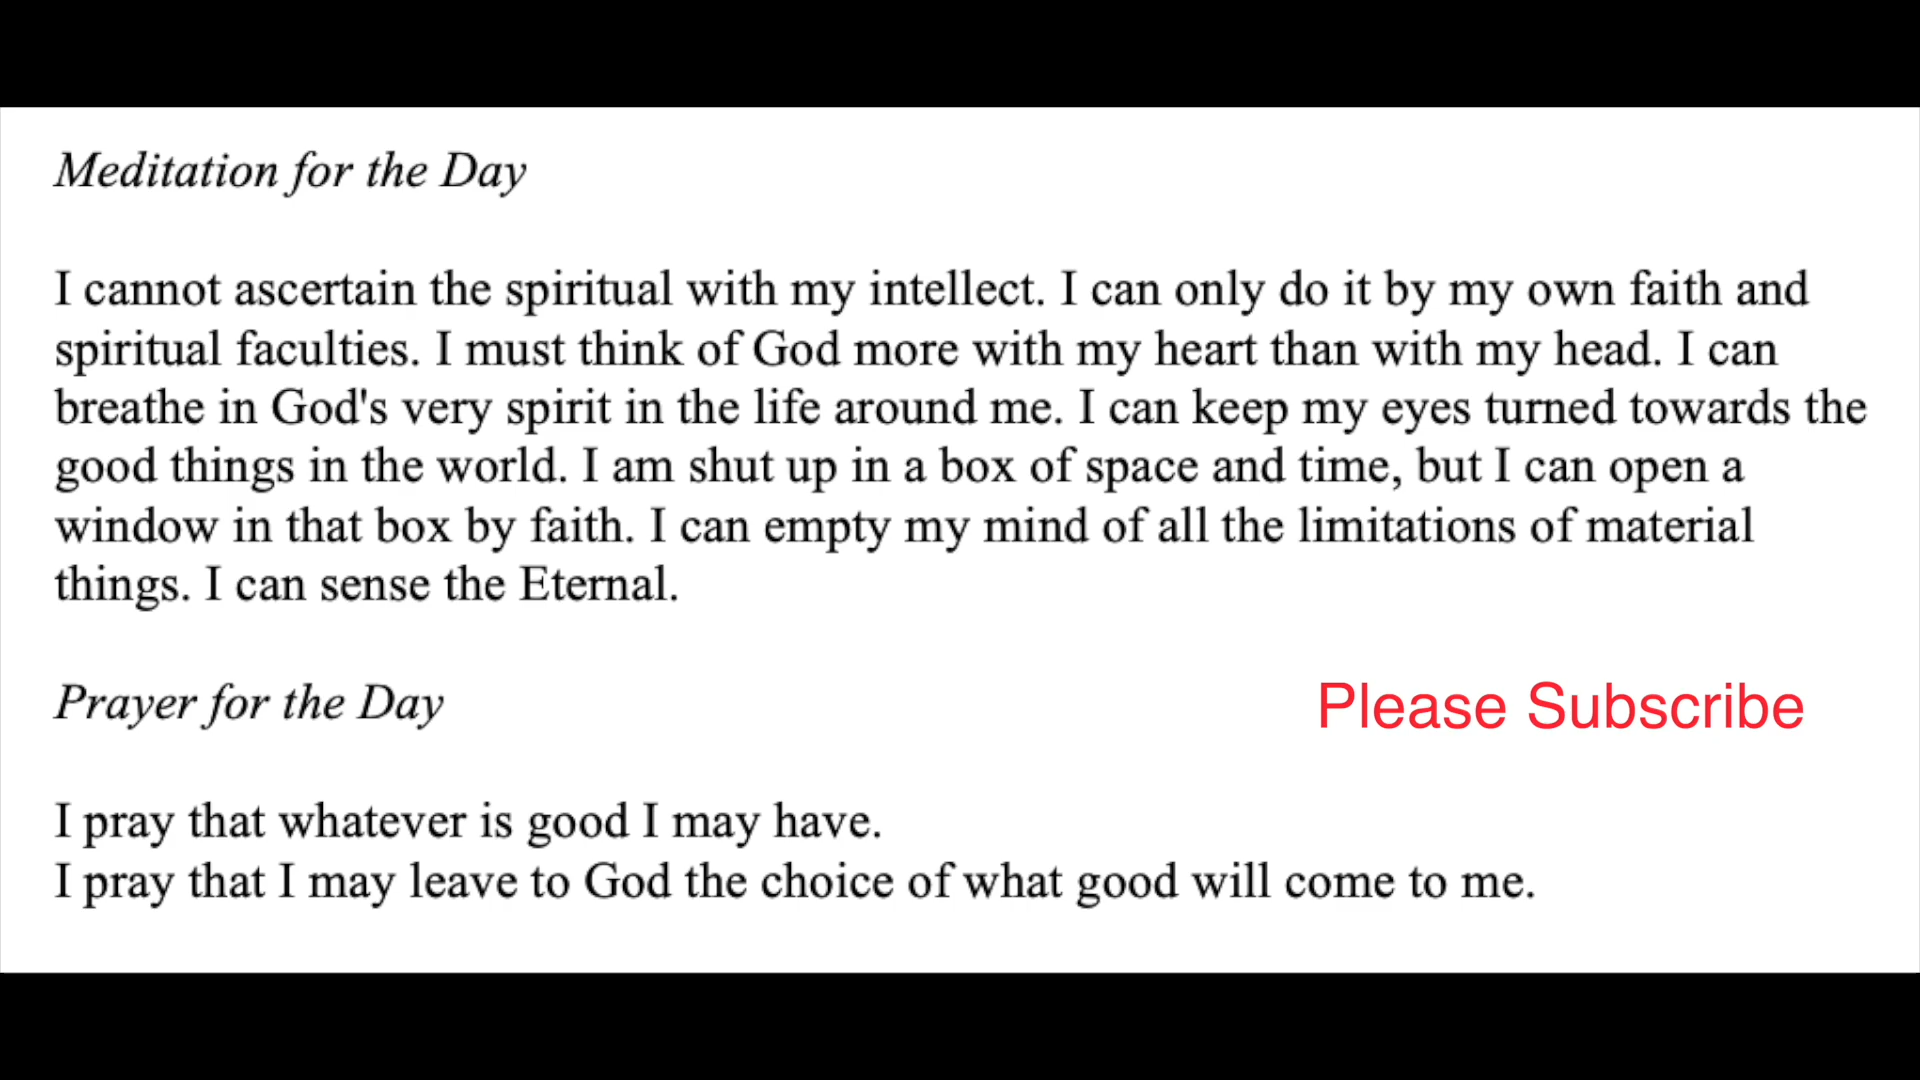 Meditation for the Day
I cannot ascertain the spiritual with my intellect. I can only do it by my own faith and
spiritual faculties. I must think of God more with my heart than with my head. I can
breathe in God's very spirit in the life around me. I can keep my eyes turned towards the
good things in the world. I am shut up in a box of space and time, but I can open a
window in that box by faith. I can empty my mind of all the limitations of material
things. I can sense the Eternal.
Prayer for the Day
Please Subscribe
I pray that whatever is good I may have.
I pray that I may leave to God the choice of what good will come to me.